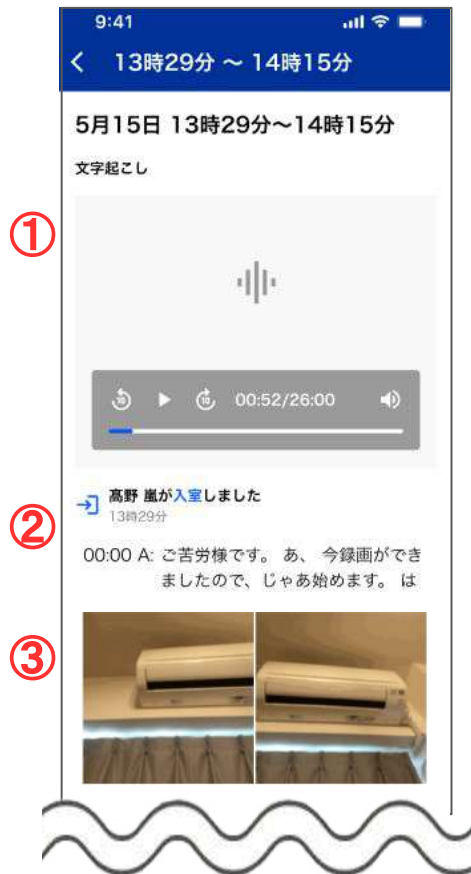 9:41
13時29分 ～ 14時15分
5月15日 13時29分～14時15分
文字起こし
①
10
10
00:52/26:00
髙野 嵐が入室しました
13時29分
②
00:00 A: ご苦労様です。 あ、 今録画ができ
ましたので、じゃあ始めます。 は
③